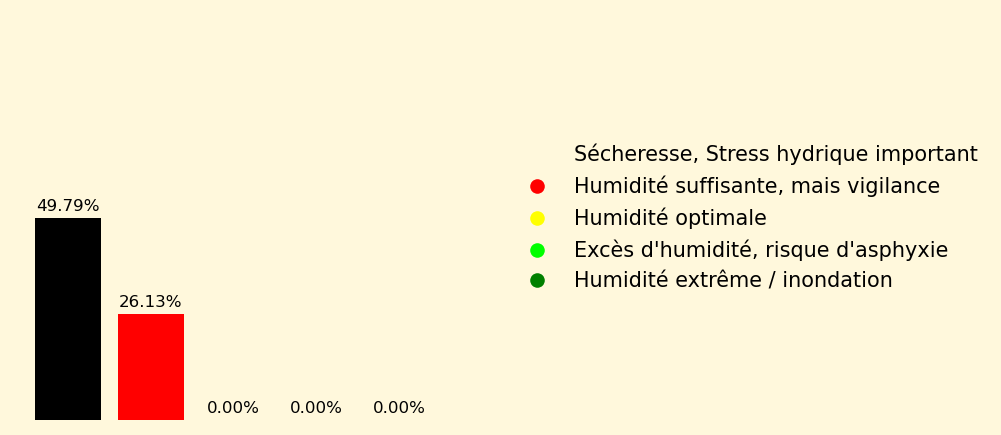 49.79%
26.13%
0.00% 0.00% 0.00%
Sécheresse, Stress hydrique important
Humidité suffisante, mais vigilance
Humidité optimale
Excès d'humidité, risque d'asphyxie
Humidité extrême / inondation